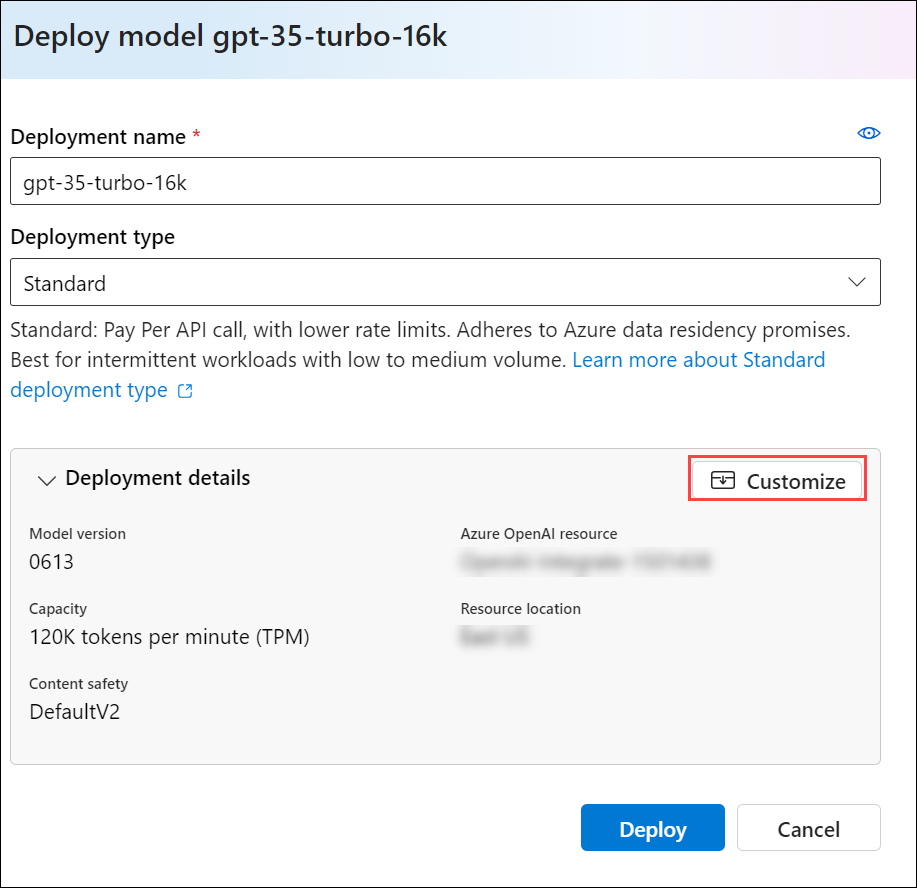 Deploy model gpt-35-turbo-16k
Deployment name *
gpt-35-turbo-16k
Deployment type
Standard
Standard: Pay Per API call, with lower rate limits. Adheres to Azure data residency promises.
Best for intermittent workloads with low to medium volume. Learn more about Standard
deployment type
Deployment details
Customize
Model version
Azure OpenAI resource
0613
Capacity
Resource location
120K tokens per minute (TPM)
Content safety
DefaultV2
Deploy
Cancel